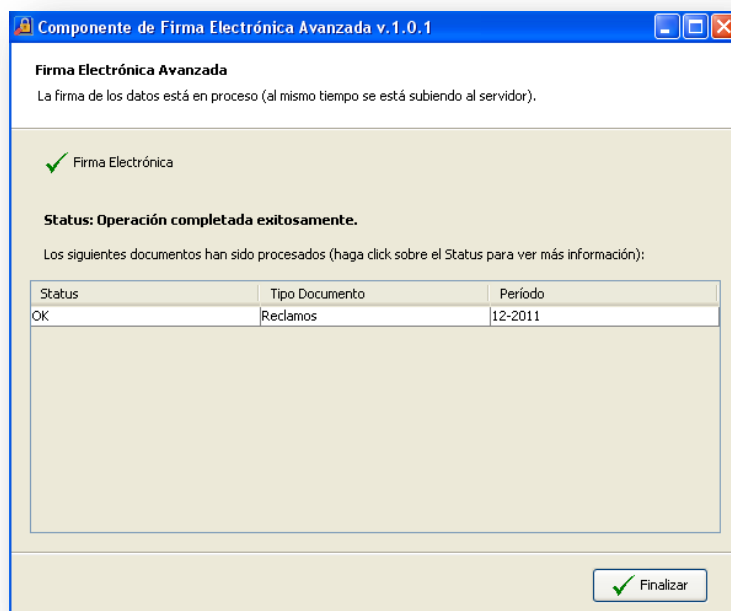 Componente de Firma Electrónica Avanzada v.1.0.1
Firma Electrónica Avanzada
La firma de los datos está en proceso (al mismo tiempo se está subiendo al servidor).
Firma Electrónica
Status: Operación completada exitosamente.
Los siguientes documentos han sido procesados (haga click sobre el Status para ver más información):
Status Tipo Documento Período
OK Reclamos 12-2011
Finalizar